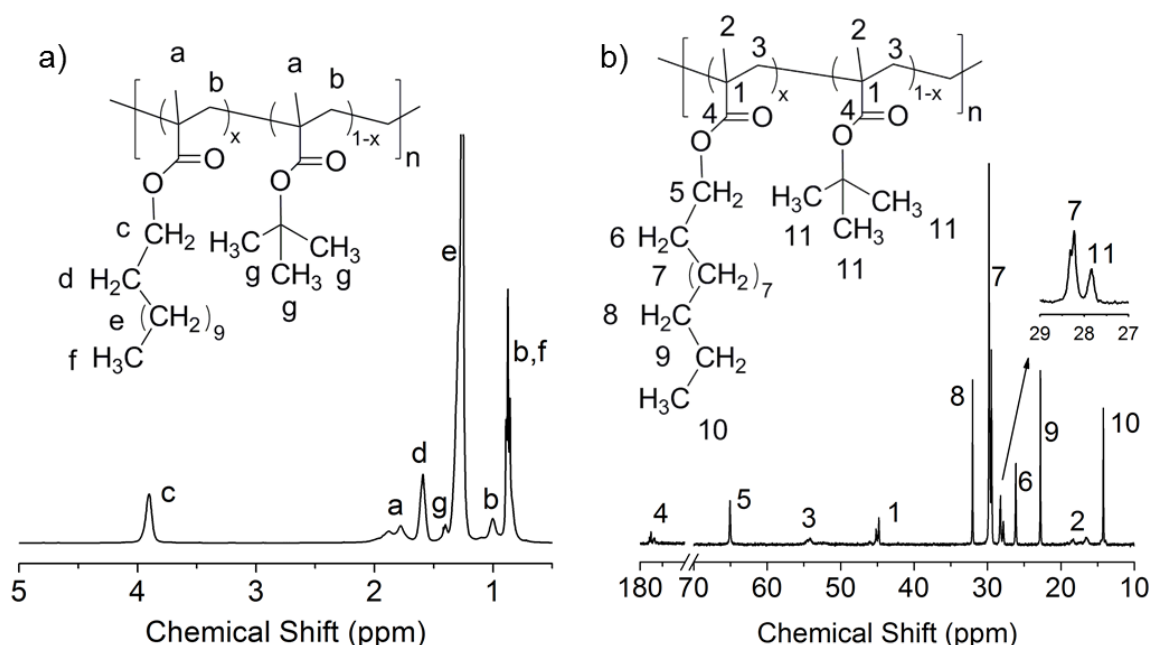 a)
a
b
a
b
x
1-x
n
O
O
O
O
c
CH₂
H₃C
CH₃
d
H₂C
g
CH₃
g
g
e
(CH₂)₉
f
H₃C
e
b,f
d
c
a
g
b
5
4
3
2
1
Chemical Shift (ppm)
b)
2
3
2
3
1
1
x
1-x
n
4
O
4
O
O
O
5
CH₂
H₃C
CH₃
6
H₂C
11
CH₃
11
11
7
(CH₂)₇
8
H₂C
9
CH₂
H₃C
10
7
11
29
28
27
7
8
9
10
6
5
4
3
1
2
180
70
60
50
40
30
20
10
Chemical Shift (ppm)